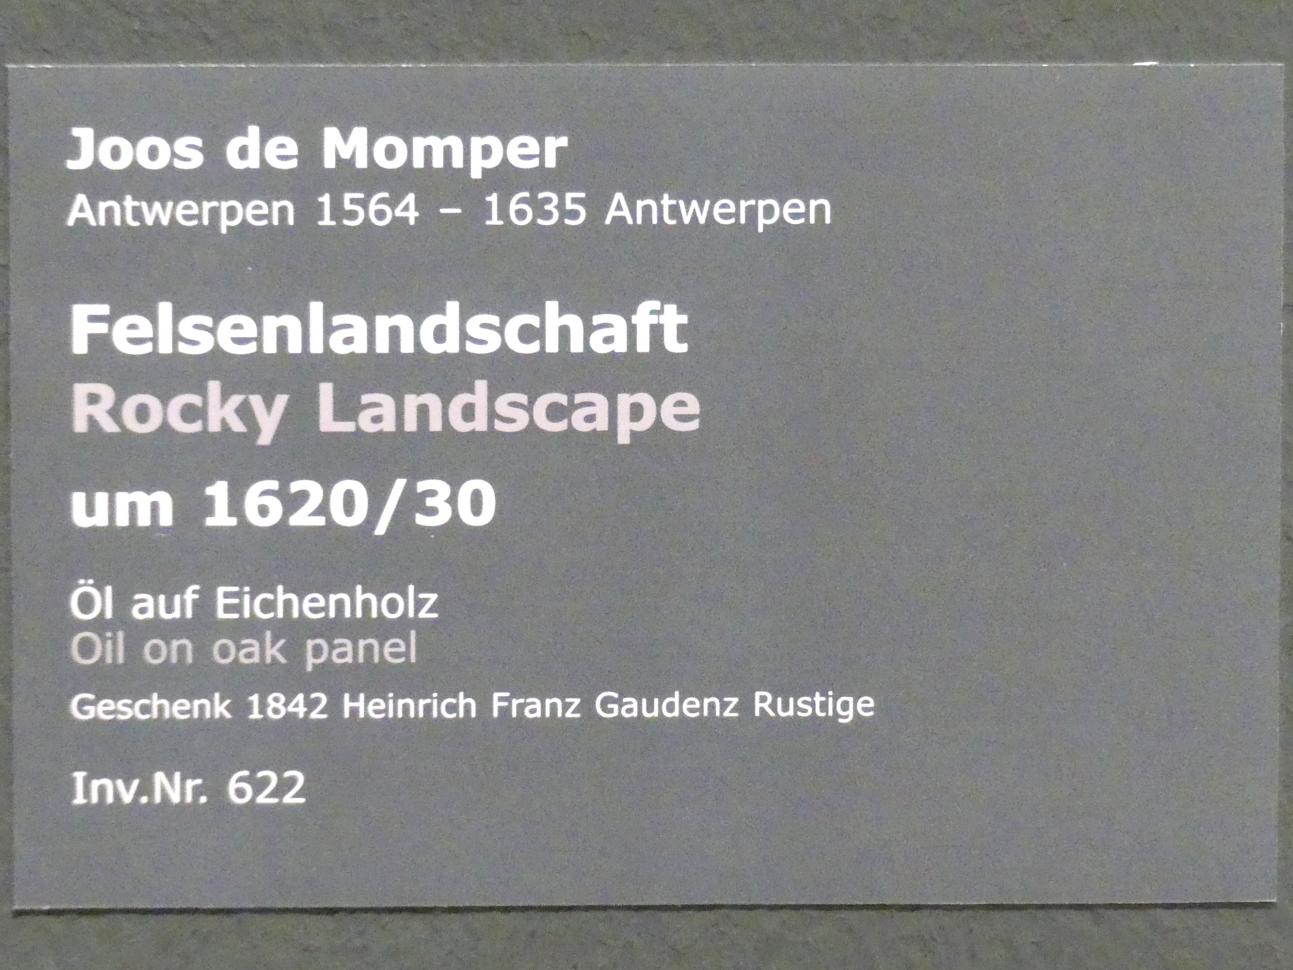 Joos de Momper
Antwerpen 1564 – 1635 Antwerpen
Felsenlandschaft
Rocky Landscape
um 1620/30
Öl auf Eichenholz
Oil on oak panel
Geschenk 1842 Heinrich Franz Gaudenz Rustige
Inv.Nr. 622